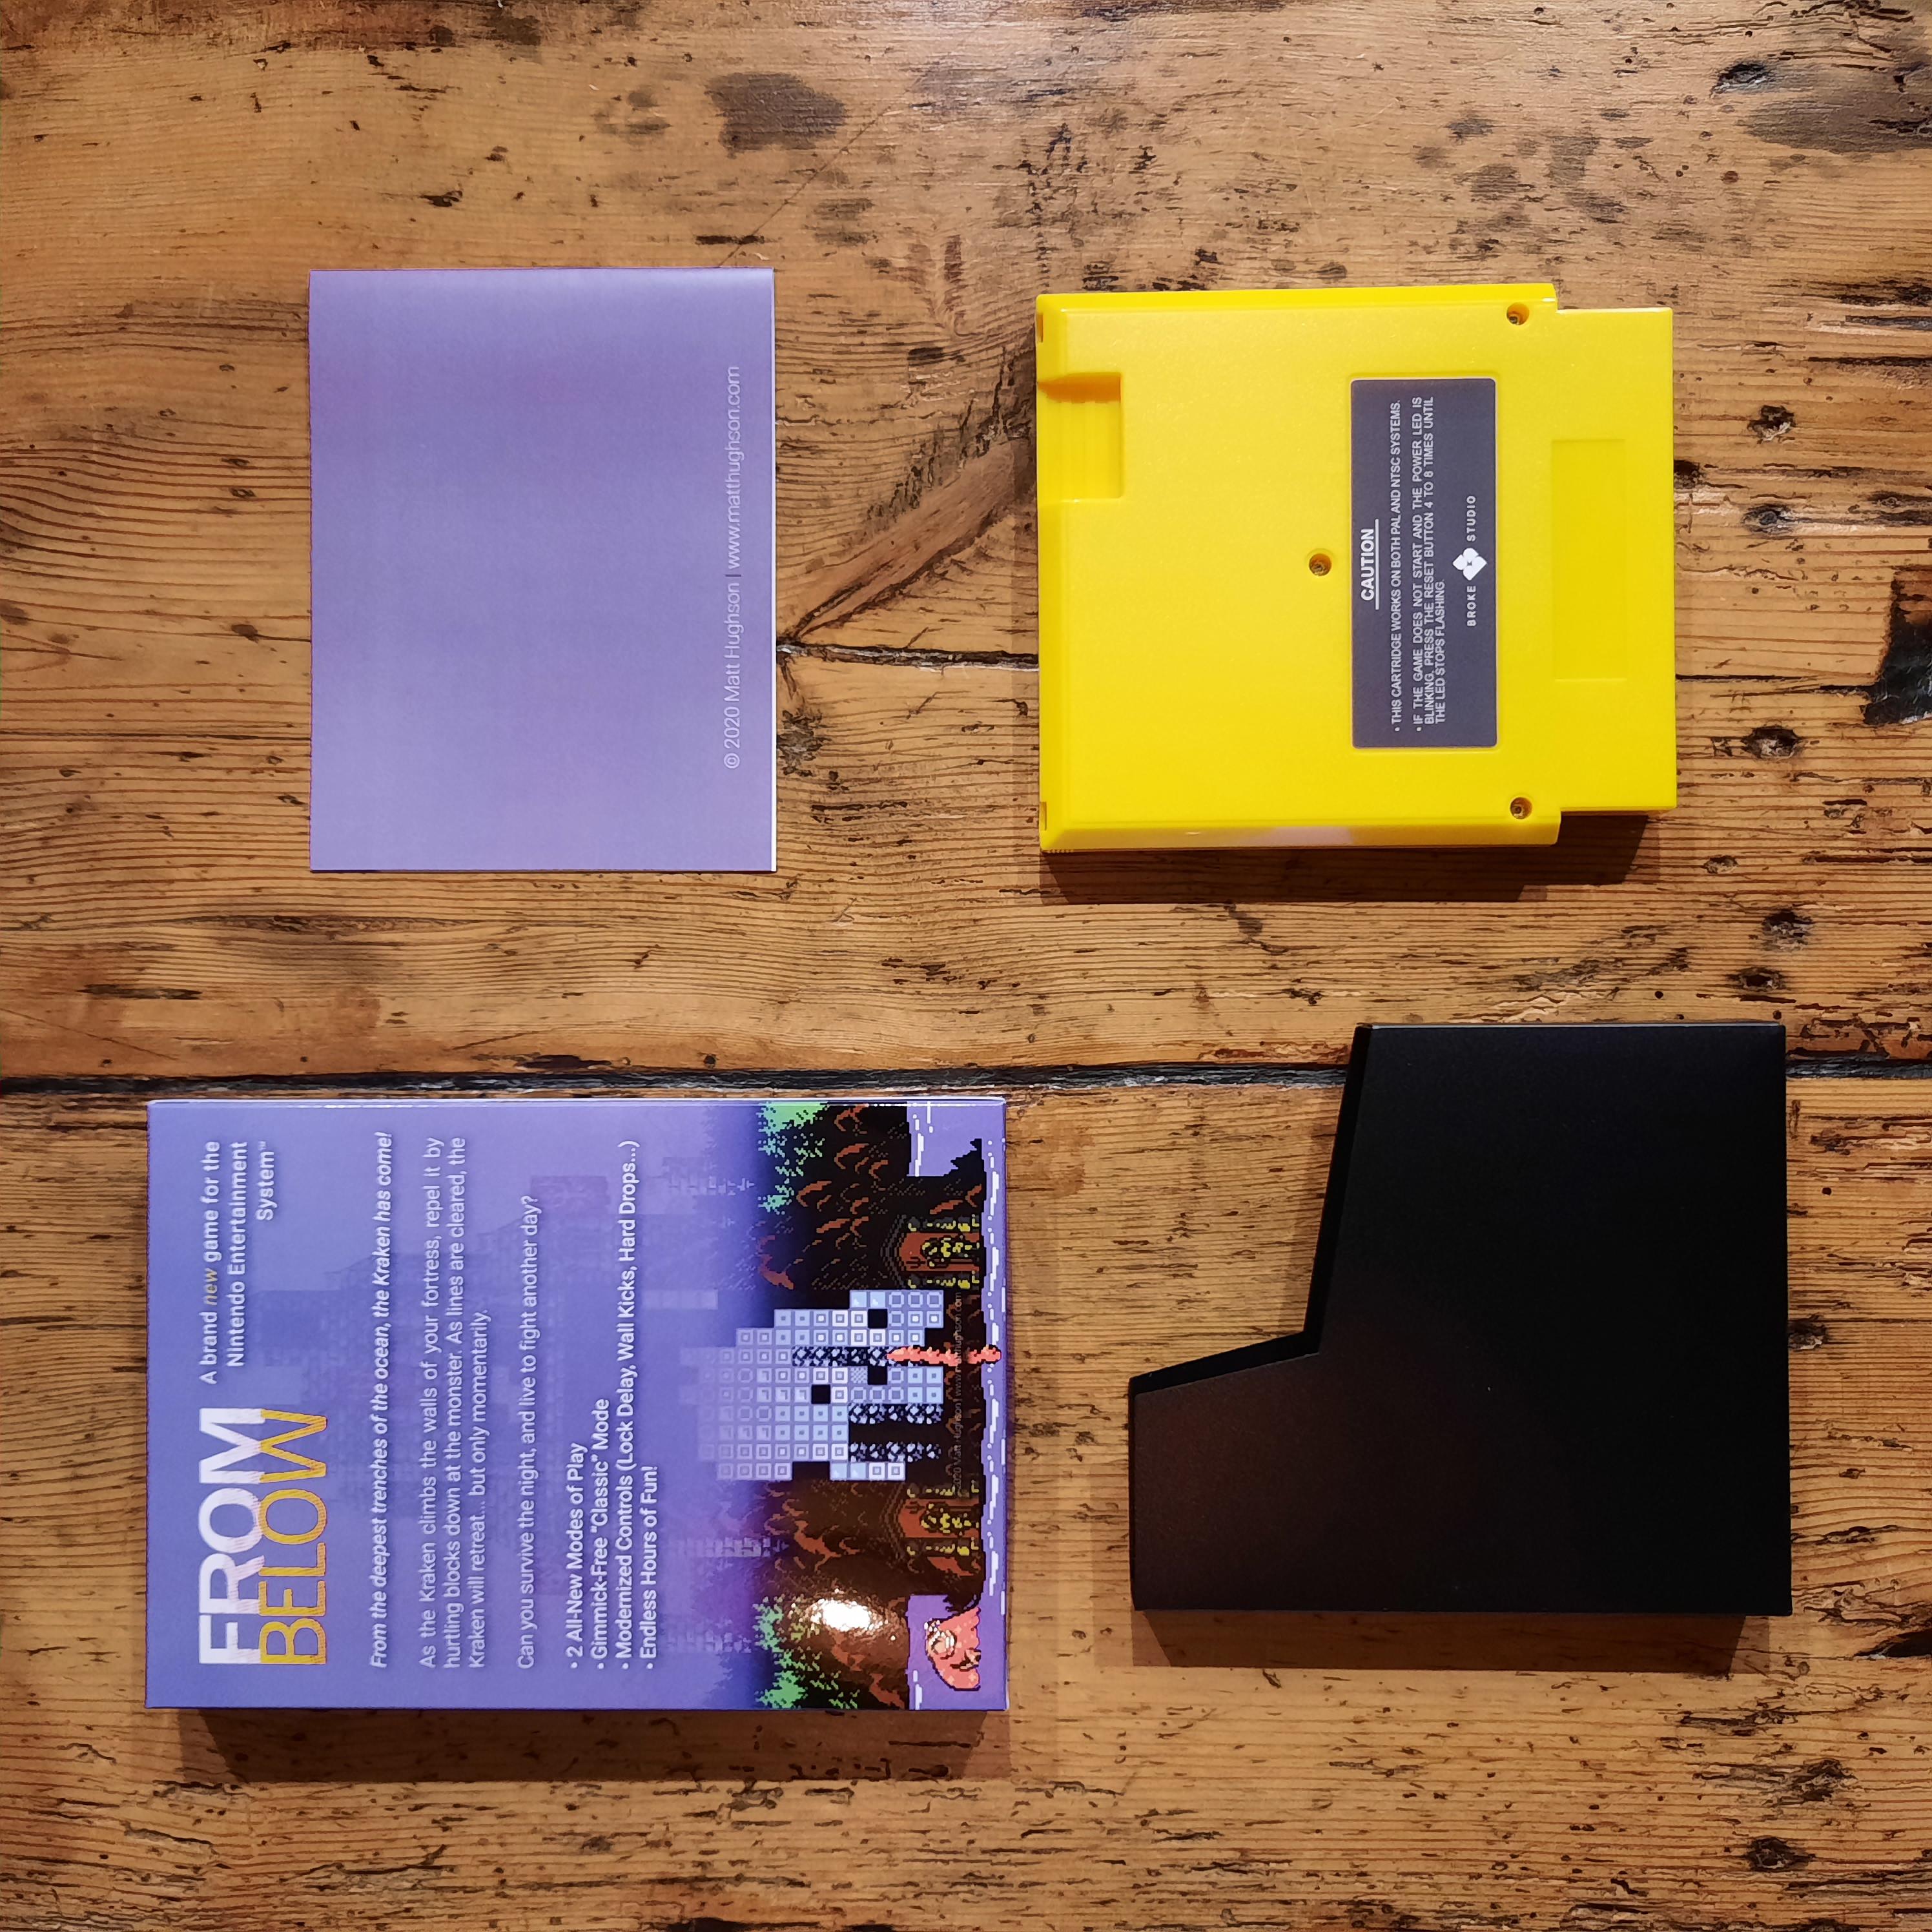 FROM
BELOW
A brand new game for the
Nintendo Entertainment
System™
From the deepest trenches of the ocean, the Kraken has come!
As the Kraken climbs the walls of your fortress, repel it by
hurtling blocks down at the monster. As lines are cleared, the
Kraken will retreat... but only momentarily.
Can you survive the night, and live to fight another day?
• 2 All-New Modes of Play
• Gimmick-Free "Classic" Mode
• Modernized Controls (Lock Delay, Wall Kicks, Hard Drops...)
• Endless Hours of Fun!
2020 Matt Hughson | www.matthughson.com
© 2020 Matt Hughson | www.matthughson.com
CAUTION
• THIS CARTRIDGE WORKS ON BOTH PAL AND NTSC SYSTEMS.
• IF THE GAME DOES NOT START AND THE POWER LED IS
BLINKING, PRESS THE RESET BUTTON 4 TO 8 TIMES UNTIL
THE LED STOPS FLASHING.
BROKE K STUDIO